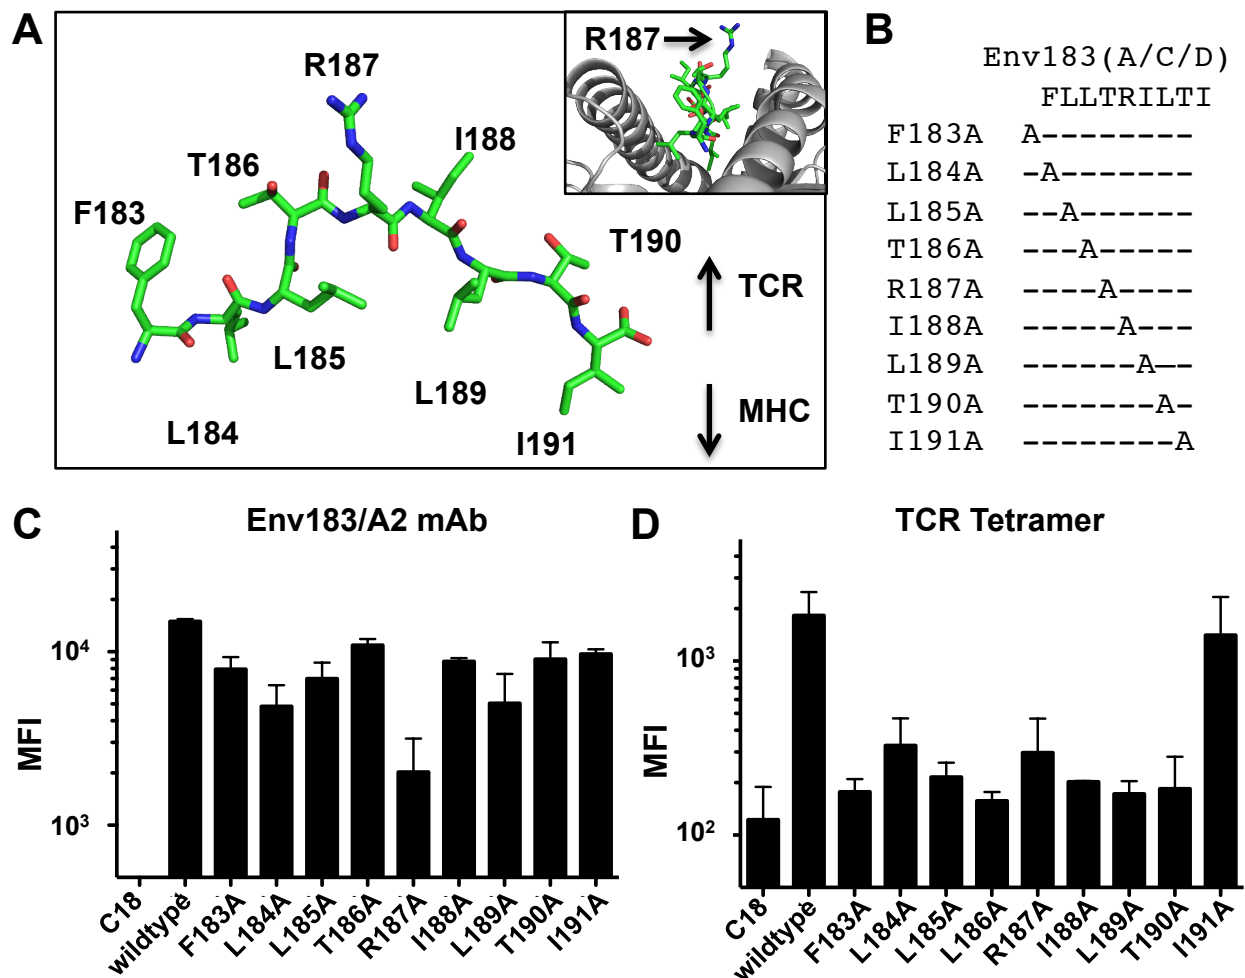 A
R187
R187
I188
T186
F183
T190
TCR
L185
L189
MHC
L184
I191
B
Env183(A/C/D)
FLLTRILTI
F183A A--------
L184A -A-------
L185A --A------
T186A ---A-----
R187A ----A----
I188A -----A---
L189A ------A--
T190A -------A-
I191A --------A
C
Env183/A2 mAb
MFI
10⁴
10³
C18
wildtype
F183A
L184A
L185A
T186A
R187A
I188A
L189A
T190A
I191A
D
TCR Tetramer
MFI
10³
10²
C18
wildtype
F183A
L184A
L185A
L186A
R187A
I188A
L189A
T190A
I191A